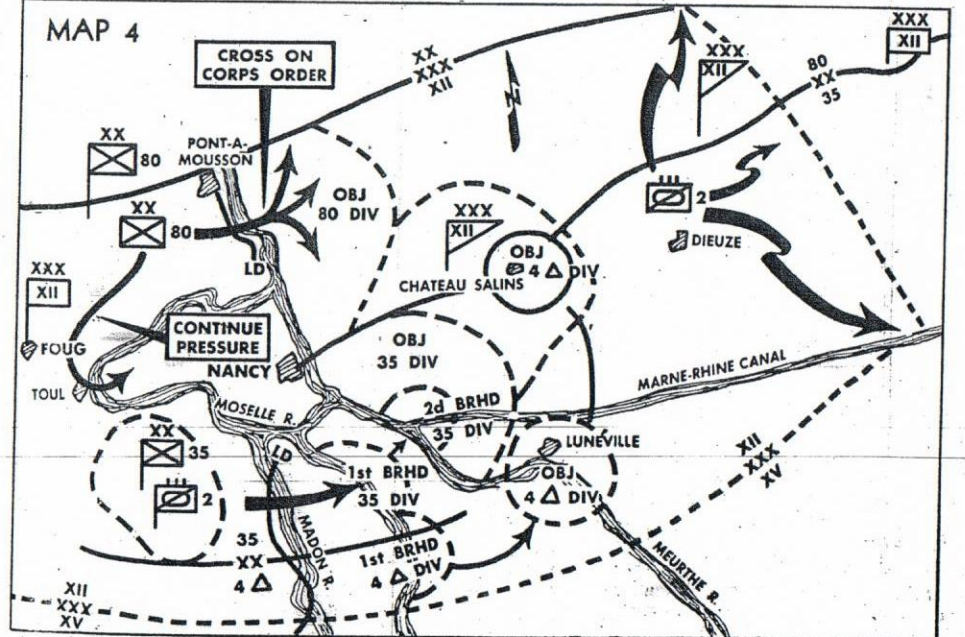 MAP 4
CROSS ON
CORPS ORDER
XX
XXX
XII
XXX
XII
80
XX
35
XXX
XII
N
XX
80
PONT-A-
MOUSSON
XX
80
OBJ
80 DIV
LD
XXX
XII
OBJ
4 DIV
CHATEAU SALINS
2
DIEUZE
XXX
XII
CONTINUE
PRESSURE
FOUG
TOUL
NANCY
OBJ
35 DIV
MOSELLE R.
2d BRHD
35 DIV
MARNE-RHINE CANAL
LUNEVILLE
OBJ
4 DIV
XII
XXX
XV
XX
35
2
LD
1st BRHD
35 DIV
MADON R.
35
XX
4
1st BRHD
4 DIV
MEURTHE R.
XII
XXX
XV